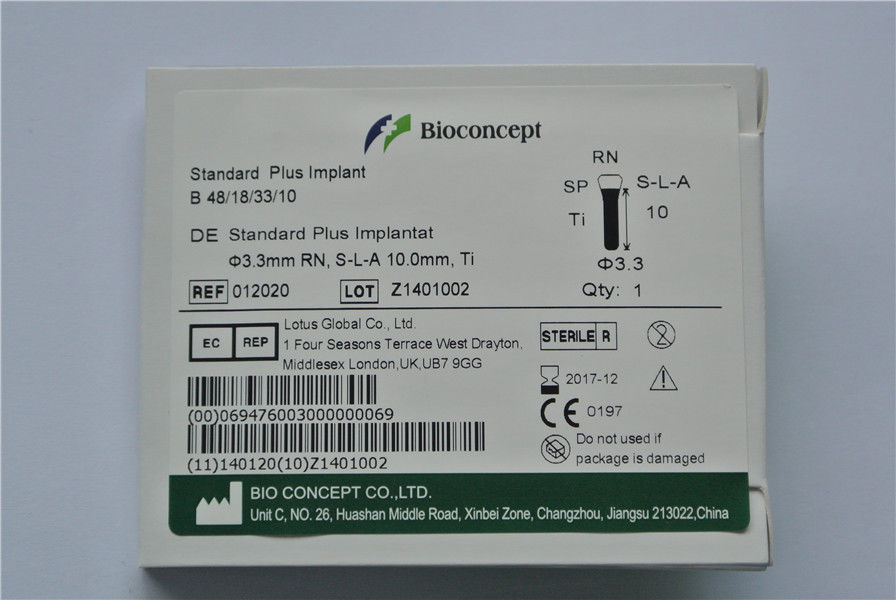 Bioconcept
Standard Plus Implant
B 48/18/33/10
DE Standard Plus Implantat
Φ3.3mm RN, S-L-A 10.0mm, Ti
REF 012020 LOT Z1401002
RN
SP S-L-A
Ti 10
Φ3.3
Qty: 1
EC REP
Lotus Global Co., Ltd.
1 Four Seasons Terrace West Drayton,
Middlesex London,UK,UB7 9GG
(00)069476003000000069
(11)140120(10)Z1401002
STERILE R
2
2017-12
CE 0197
Do not used if
package is damaged
BIO CONCEPT CO.,LTD.
Unit C, NO. 26, Huashan Middle Road, Xinbei Zone, Changzhou, Jiangsu 213022,China